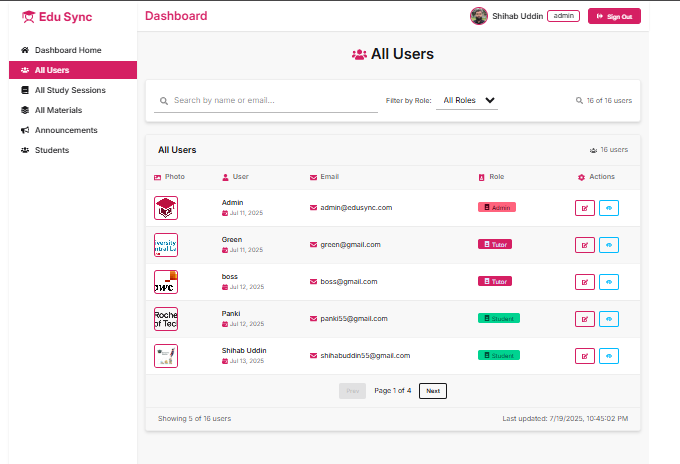 Edu Sync
Dashboard
Shihab Uddin admin Sign Out
Dashboard Home
All Users
All Study Sessions
All Materials
Announcements
Students
All Users
Search by name or email...
Filter by Role: All Roles
16 of 16 users
All Users
16 users
Photo User Email Role Actions
Admin
Jul 11, 2025
admin@edusync.com
Admin
Green
Jul 11, 2025
green@gmail.com
Tutor
boss
Jul 12, 2025
boss@gmail.com
Tutor
Roche
of Tec
Panki
Jul 12, 2025
panki55@gmail.com
Student
Shihab Uddin
Jul 13, 2025
shihabuddin55@gmail.com
Student
Prev Page 1 of 4 Next
Showing 5 of 16 users
Last updated: 7/19/2025, 10:45:02 PM